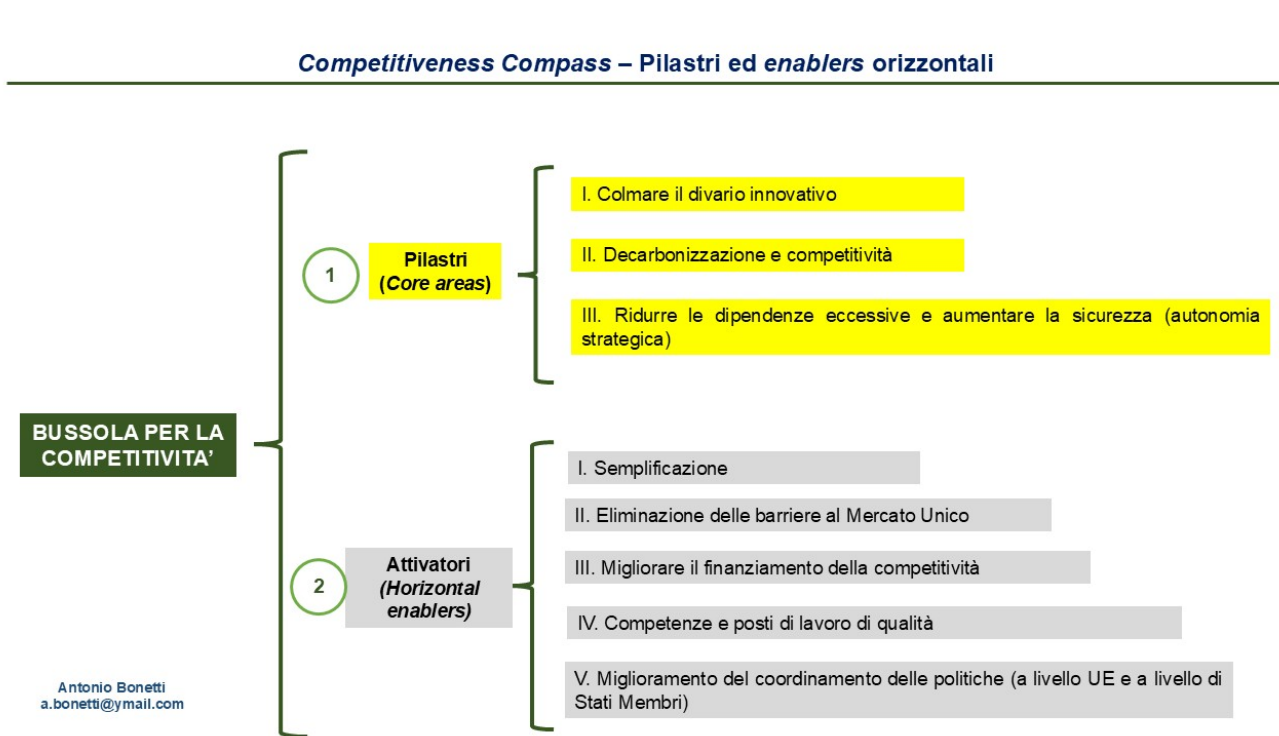 Competitiveness Compass – Pilastri ed enablers orizzontali
I. Colmare il divario innovativo
1
Pilastri
(Core areas)
II. Decarbonizzazione e competitività
III. Ridurre le dipendenze eccessive e aumentare la sicurezza (autonomia
strategica)
BUSSOLA PER LA
COMPETITIVITA’
I. Semplificazione
II. Eliminazione delle barriere al Mercato Unico
2
Attivatori
(Horizontal
enablers)
III. Migliorare il finanziamento della competitività
IV. Competenze e posti di lavoro di qualità
V. Miglioramento del coordinamento delle politiche (a livello UE e a livello di
Stati Membri)
Antonio Bonetti
a.bonetti@ymail.com